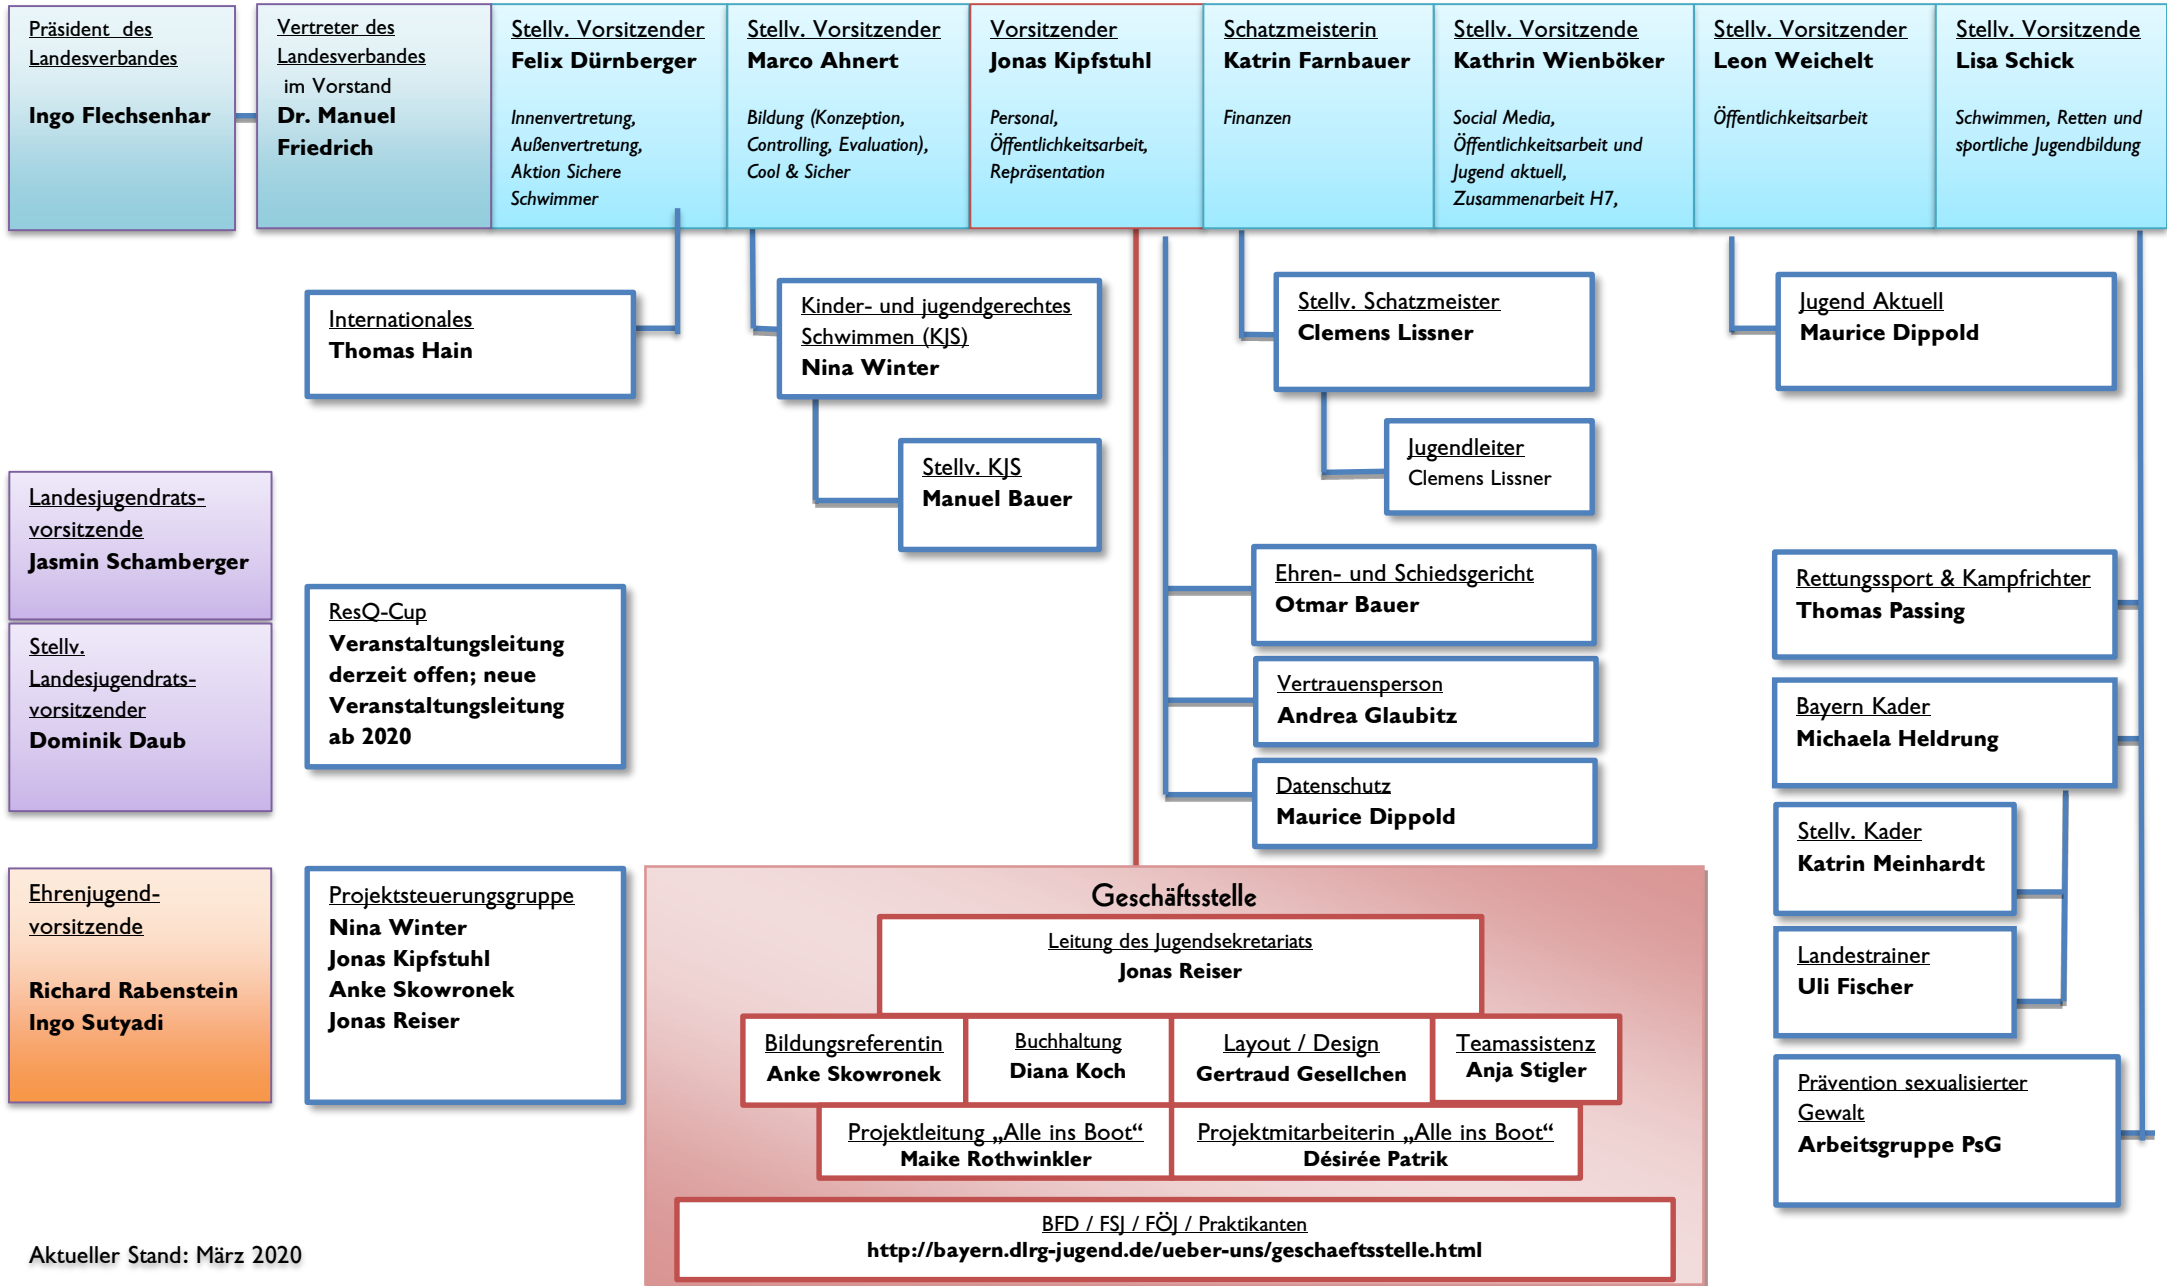 Präsident des
Landesverbandes
Ingo Flechsenhar
Vertreter des
Landesverbandes
im Vorstand
Dr. Manuel
Friedrich
Stellv. Vorsitzender
Felix Dürnberger
Innenvertretung,
Außenvertretung,
Aktion Sichere
Schwimmer
Stellv. Vorsitzender
Marco Ahnert
Bildung (Konzeption,
Controlling, Evaluation),
Cool & Sicher
Vorsitzender
Jonas Kipfstuhl
Personal,
Öffentlichkeitsarbeit,
Repräsentation
Schatzmeisterin
Katrin Farnbauer
Finanzen
Stellv. Vorsitzende
Kathrin Wienböker
Social Media,
Öffentlichkeitsarbeit und
Jugend aktuell,
Zusammenarbeit H7,
Stellv. Vorsitzender
Leon Weichelt
Öffentlichkeitsarbeit
Stellv. Vorsitzende
Lisa Schick
Schwimmen, Retten und
sportliche Jugendbildung
Internationales
Thomas Hain
Kinder- und jugendgerechtes
Schwimmen (KJS)
Nina Winter
Stellv. KJS
Manuel Bauer
Stellv. Schatzmeister
Clemens Lissner
Jugendleiter
Clemens Lissner
Jugend Aktuell
Maurice Dippold
Landesjugendrats-
vorsitzende
Jasmin Schamberger
Stellv.
Landesjugendrats-
vorsitzender
Dominik Daub
ResQ-Cup
Veranstaltungsleitung
derzeit offen; neue
Veranstaltungsleitung
ab 2020
Ehren- und Schiedsgericht
Otmar Bauer
Vertrauensperson
Andrea Glaubitz
Datenschutz
Maurice Dippold
Rettungssport & Kampfrichter
Thomas Passing
Bayern Kader
Michaela Heldrung
Stellv. Kader
Katrin Meinhardt
Landestrainer
Uli Fischer
Prävention sexualisierter
Gewalt
Arbeitsgruppe PsG
Ehrenjugend-
vorsitzende
Richard Rabenstein
Ingo Sutyadi
Projektsteuerungsgruppe
Nina Winter
Jonas Kipfstuhl
Anke Skowronek
Jonas Reiser
Geschäftsstelle
Leitung des Jugendsekretariats
Jonas Reiser
Bildungsreferentin
Anke Skowronek
Buchhaltung
Diana Koch
Layout / Design
Gertraud Gesellchen
Teamassistenz
Anja Stigler
Projektleitung „Alle ins Boot“
Maike Rothwinkler
Projektmitarbeiterin „Alle ins Boot“
Désirée Patrik
BFD / FSJ / FÖJ / Praktikanten
http://bayern.dlrg-jugend.de/ueber-uns/geschaeftsstelle.html
Aktueller Stand: März 2020